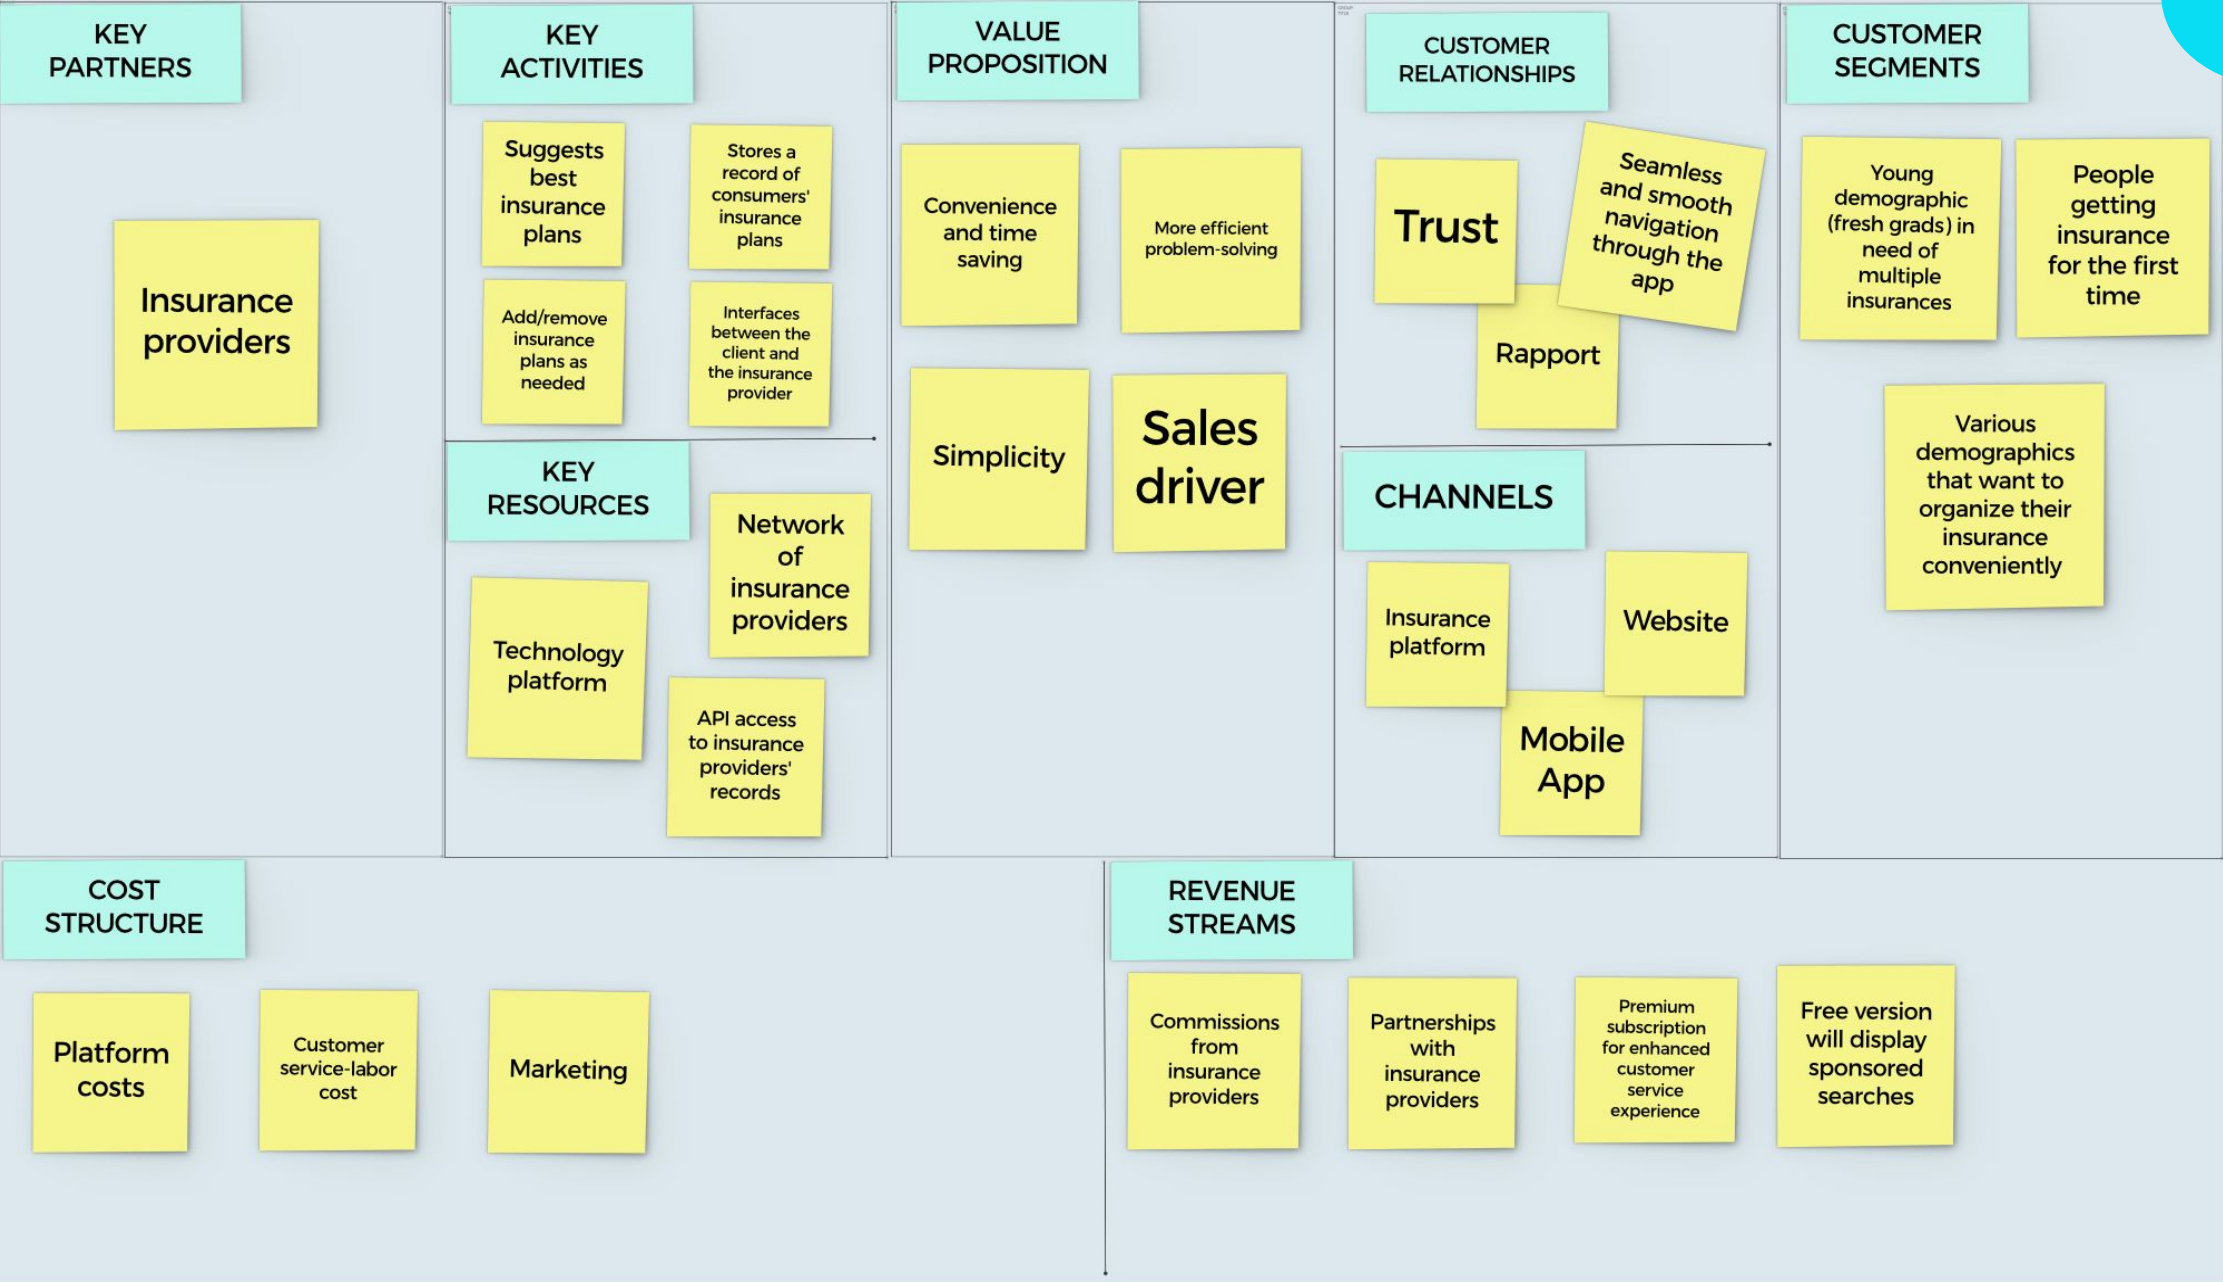 KEY
PARTNERS
Insurance
providers
KEY
ACTIVITIES
Suggests
best
insurance
plans
Stores a
record of
consumers'
insurance
plans
Add/remove
insurance
plans as
needed
Interfaces
between the
client and
the insurance
provider
KEY
RESOURCES
Network
of
insurance
providers
Technology
platform
API access
to insurance
providers'
records
VALUE
PROPOSITION
Convenience
and time
saving
More efficient
problem-solving
Simplicity
Sales
driver
CUSTOMER
RELATIONSHIPS
Trust
Seamless
and smooth
navigation
through the
app
Rapport
CHANNELS
Insurance
platform
Website
Mobile
App
CUSTOMER
SEGMENTS
Young
demographic
(fresh grads) in
need of
multiple
insurances
People
getting
insurance
for the first
time
Various
demographics
that want to
organize their
insurance
conveniently
COST
STRUCTURE
Platform
costs
Customer
service-labor
cost
Marketing
REVENUE
STREAMS
Commissions
from
insurance
providers
Partnerships
with
insurance
providers
Premium
subscription
for enhanced
customer
service
experience
Free version
will display
sponsored
searches